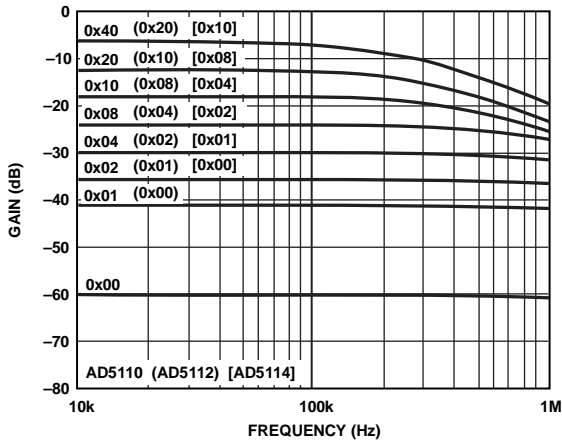 0
–10
–20
–30
–40
–50
–60
–70
–80
GAIN (dB)
0x40 (0x20) [0x10]
0x20 (0x10) [0x08]
0x10 (0x08) [0x04]
0x08 (0x04) [0x02]
0x04 (0x02) [0x01]
0x02 (0x01) [0x00]
0x01 (0x00)
0x00
AD5110 (AD5112) [AD5114]
10k 100k 1M
FREQUENCY (Hz)